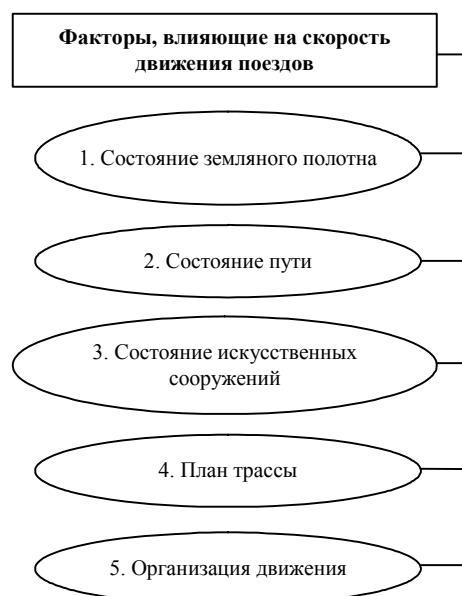 Факторы, влияющие на скорость
движения поездов
1. Состояние земляного полотна
2. Состояние пути
3. Состояние искусственных
сооружений
4. План трассы
5. Организация движения